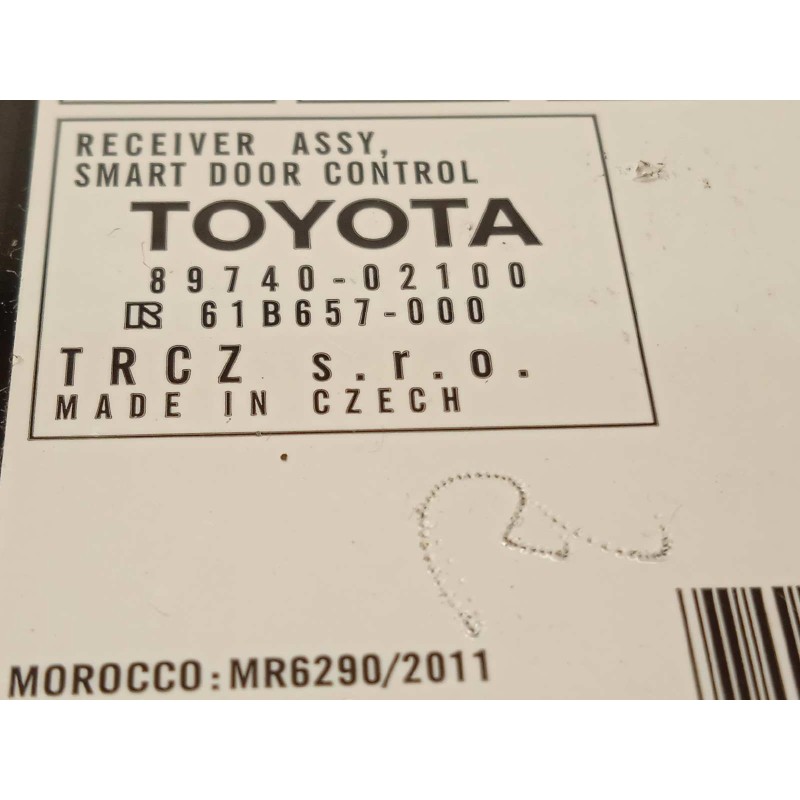 RECEIVER ASSY,
SMART DOOR CONTROL
TOYOTA
89740-02100
61B657-000
TRCZ s.r.o.
MADE IN CZECH
MOROCCO:MR6290/2011